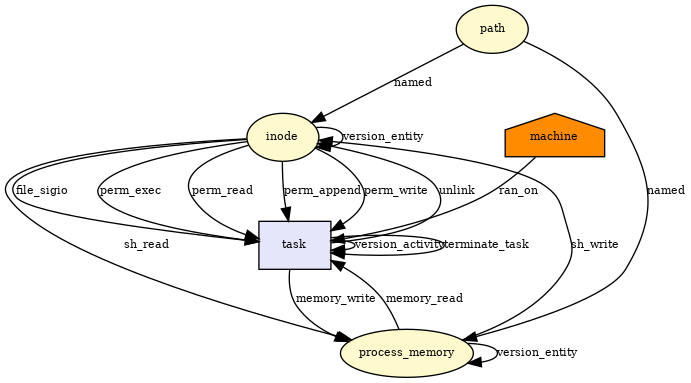 path
named
inode
version_entity
machine
file_sigio
perm_exec
perm_read
perm_append
perm_write
unlink
ran_on
named
sh_read
task
version_activity
terminate_task
sh_write
memory_write
memory_read
process_memory
version_entity